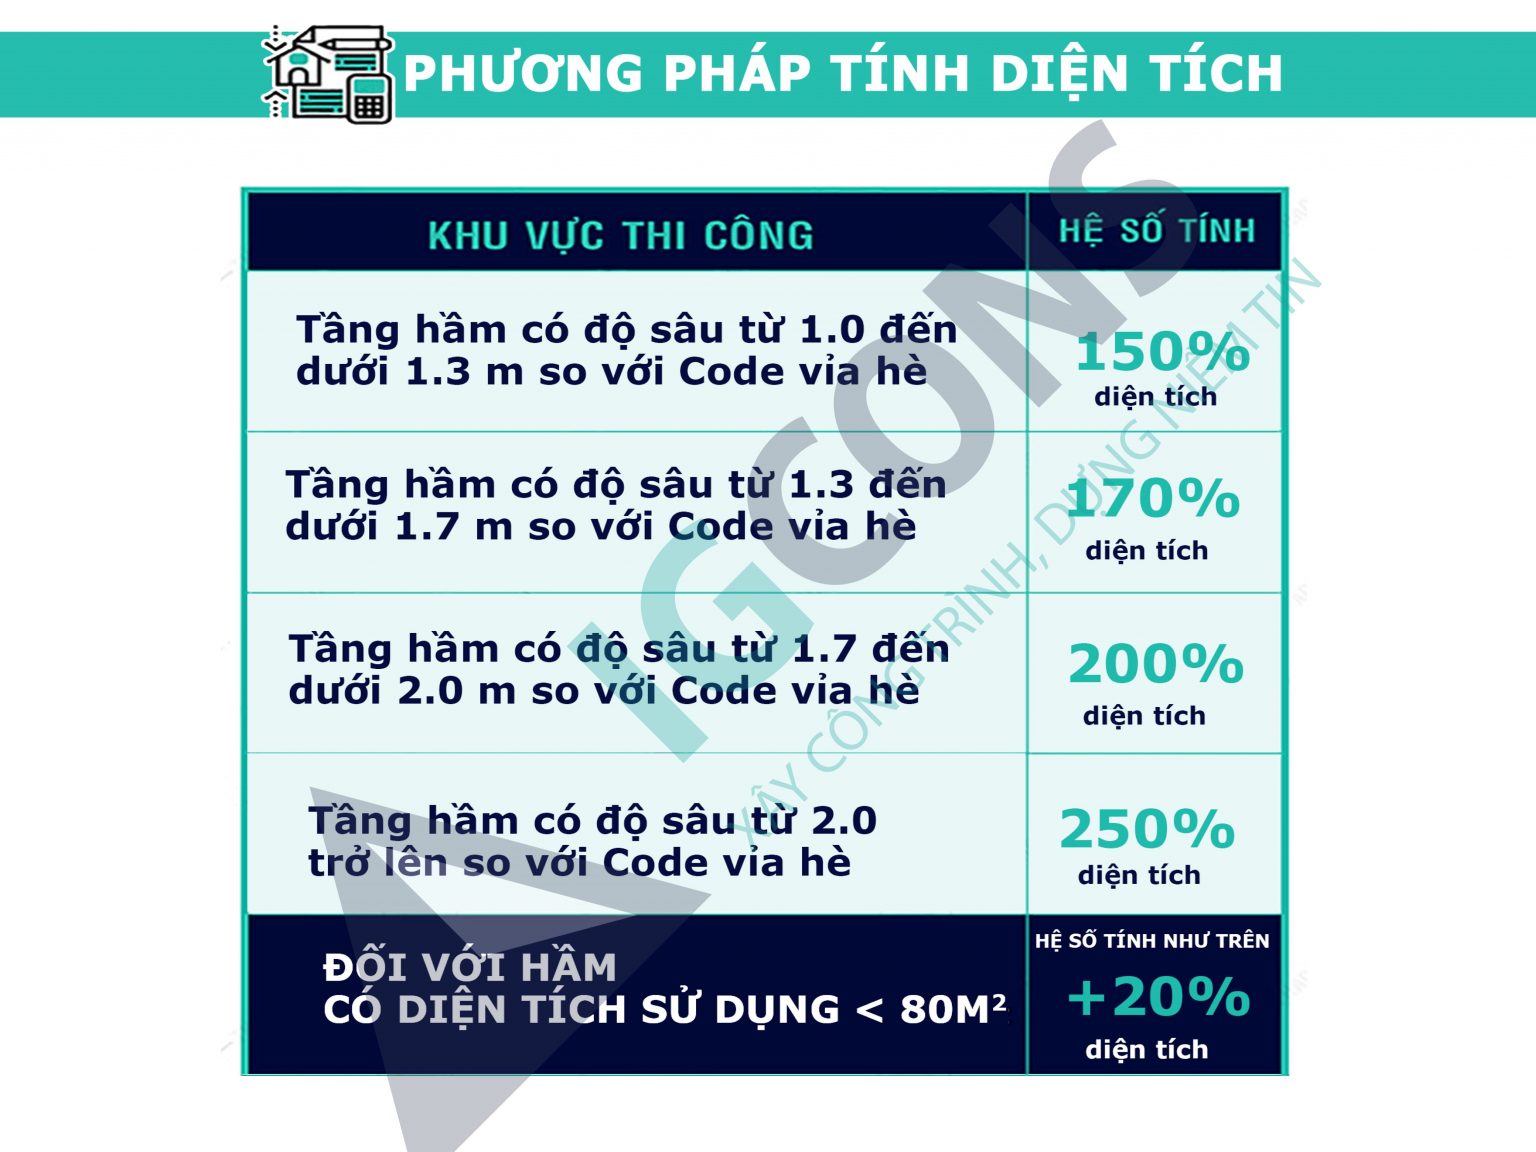 PHƯƠNG PHÁP TÍNH DIỆN TÍCH
KHU VỰC THI CÔNG
HỆ SỐ TÍNH
Tầng hầm có độ sâu từ 1.0 đến
dưới 1.3 m so với Code vỉa hè
150%
diện tích
Tầng hầm có độ sâu từ 1.3 đến
dưới 1.7 m so với Code vỉa hè
170%
diện tích
Tầng hầm có độ sâu từ 1.7 đến
dưới 2.0 m so với Code vỉa hè
200%
diện tích
Tầng hầm có độ sâu từ 2.0
trở lên so với Code vỉa hè
250%
diện tích
ĐỐI VỚI HẦM
CÓ DIỆN TÍCH SỬ DỤNG < 80M²
HỆ SỐ TÍNH NHƯ TRÊN
+20%
diện tích
IGCONS
XÂY CÔNG TRÌNH, DỰNG NIỀM TIN